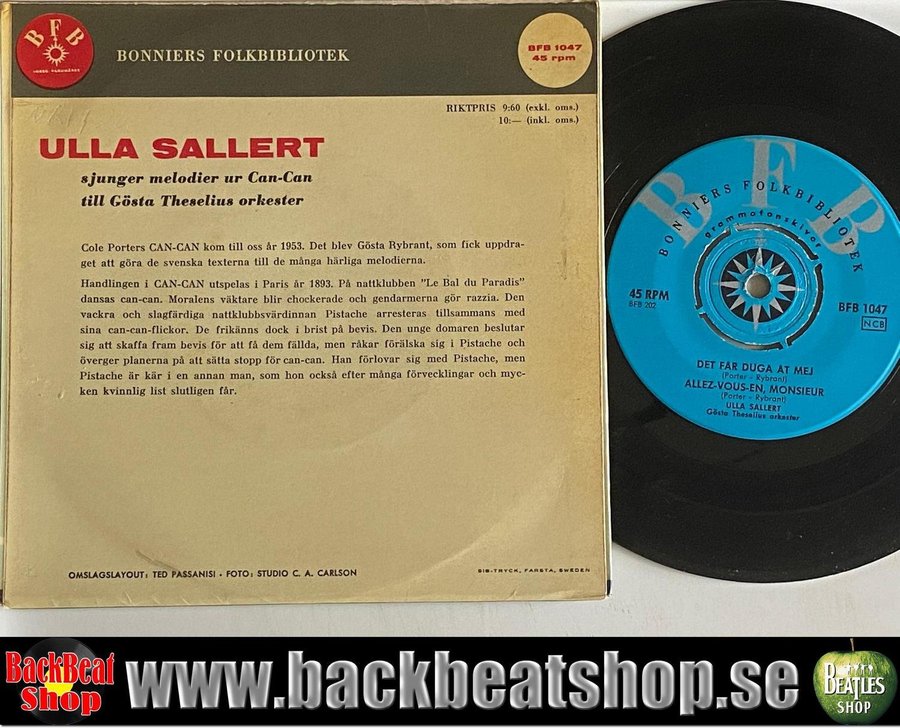 BFB
BONNIERS FOLKBIBLIOTEK
BFB 1047
45 rpm
RIKTPRIS 9:60 (exkl. oms.)
10:— (inkl. oms.)
ULLA SALLERT
sjunger melodier ur Can-Can
till Gösta Theselius orkester
Cole Porters CAN-CAN kom till oss år 1953. Det blev Gösta Rybrant, som fick uppdra-
get att göra de svenska texterna till de många härliga melodierna.
Handlingen i CAN-CAN utspelas i Paris år 1893. På nattklubben "Le Bal du Paradis"
dansas can-can. Moralens väktare blir chockerade och gendarmerna gör razzia. Den
vackra och slagfärdiga nattklubbsvärdinnan Pistache arresteras tillsammans med
sina can-can-flickor. De frikänns dock i brist på bevis. Den unge domaren beslutar
sig att skaffa fram bevis för att få dem fällda, men råkar förälska sig i Pistache och
överger planerna på att sätta stopp för can-can. Han förlovar sig med Pistache, men
Pistache är kär i en annan man, som hon också efter många förvecklingar och myc-
ken kvinnlig list slutligen får.
OMSLAGSLAYOUT: TED PASSANISI • FOTO: STUDIO C. A. CARLSON
SIB-TRYCK, FARSTA, SWEDEN
BFB
BONNIERS FOLKBIBLIOTEK
grammofonskivor
45 RPM
BFB 202
BFB 1047
NCB
DET FÅR DUGA ÅT MEJ
(Porter - Rybrant)
ALLEZ-VOUS-EN, MONSIEUR
(Porter - Rybrant)
ULLA SALLERT
Gösta Theselius orkester
BackBeat
Shop
www.backbeatshop.se
BEATLES
SHOP